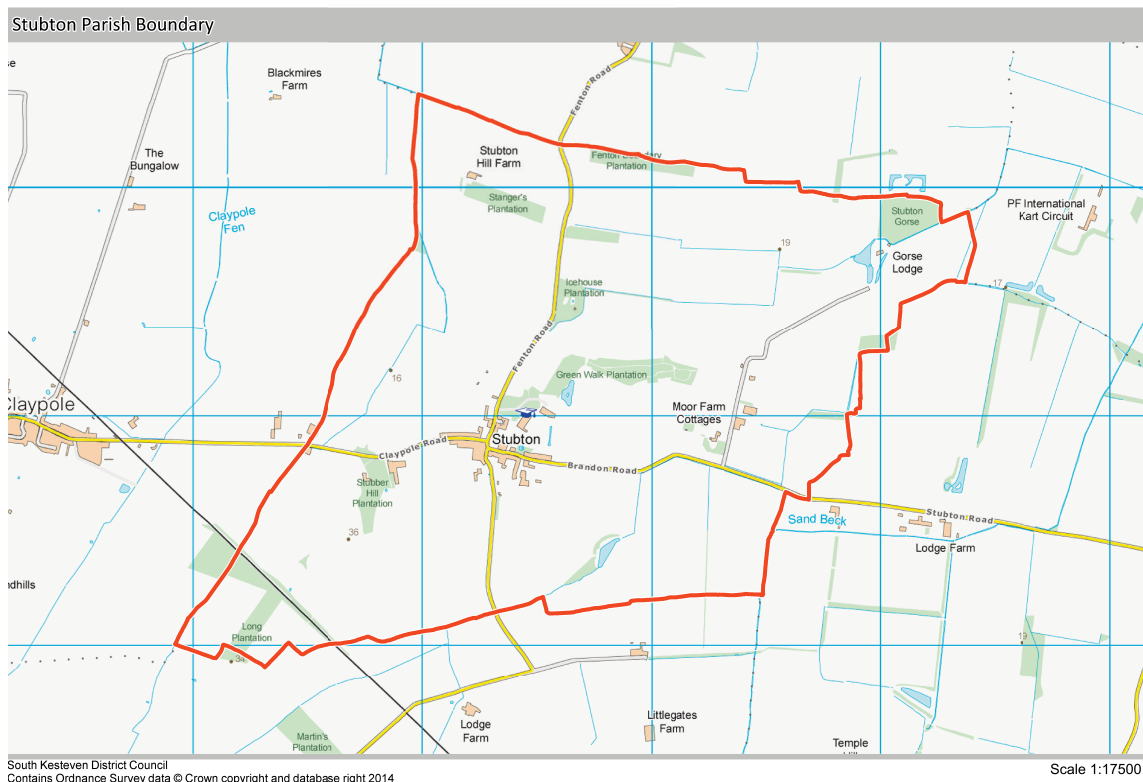 Stubton Parish Boundary
se
Blackmires
Farm
Fenton Road
The
Bungalow
Stubton
Hill Farm
Fenton Boundary
Plantation
Stanger's
Plantation
Claypole
Fen
Stubton
Gorse
PF International
Kart Circuit
19
Gorse
Lodge
17
Icehouse
Plantation
Fenton Road
16
Green Walk Plantation
Claypole
Moor Farm
Cottages
Stubton
Claypole Road
Brandon Road
Stubber
Hill
Plantation
Sand Beck
Stubton Road
36
Lodge Farm
ndhills
Long
Plantation
34
19
Lodge
Farm
Littlegates
Farm
Martin's
Plantation
Temple
South Kesteven District Council
Contains Ordnance Survey data © Crown copyright and database right 2014
Scale 1:17500